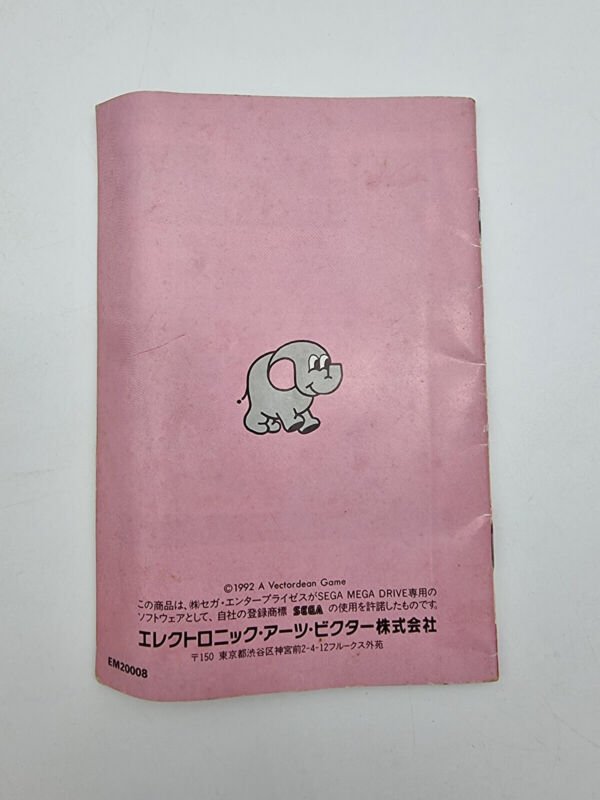 ©1992 A Vectordean Game
この商品は、㈱セガ・エンタープライゼスがSEGA MEGA DRIVE専用の
ソフトウェアとして、自社の登録商標 SEGA の使用を許諾したものです。
エレクトロニック・アーツ・ビクター株式会社
〒150 東京都渋谷区神宮前2-4-12フルークス外苑
EM20008